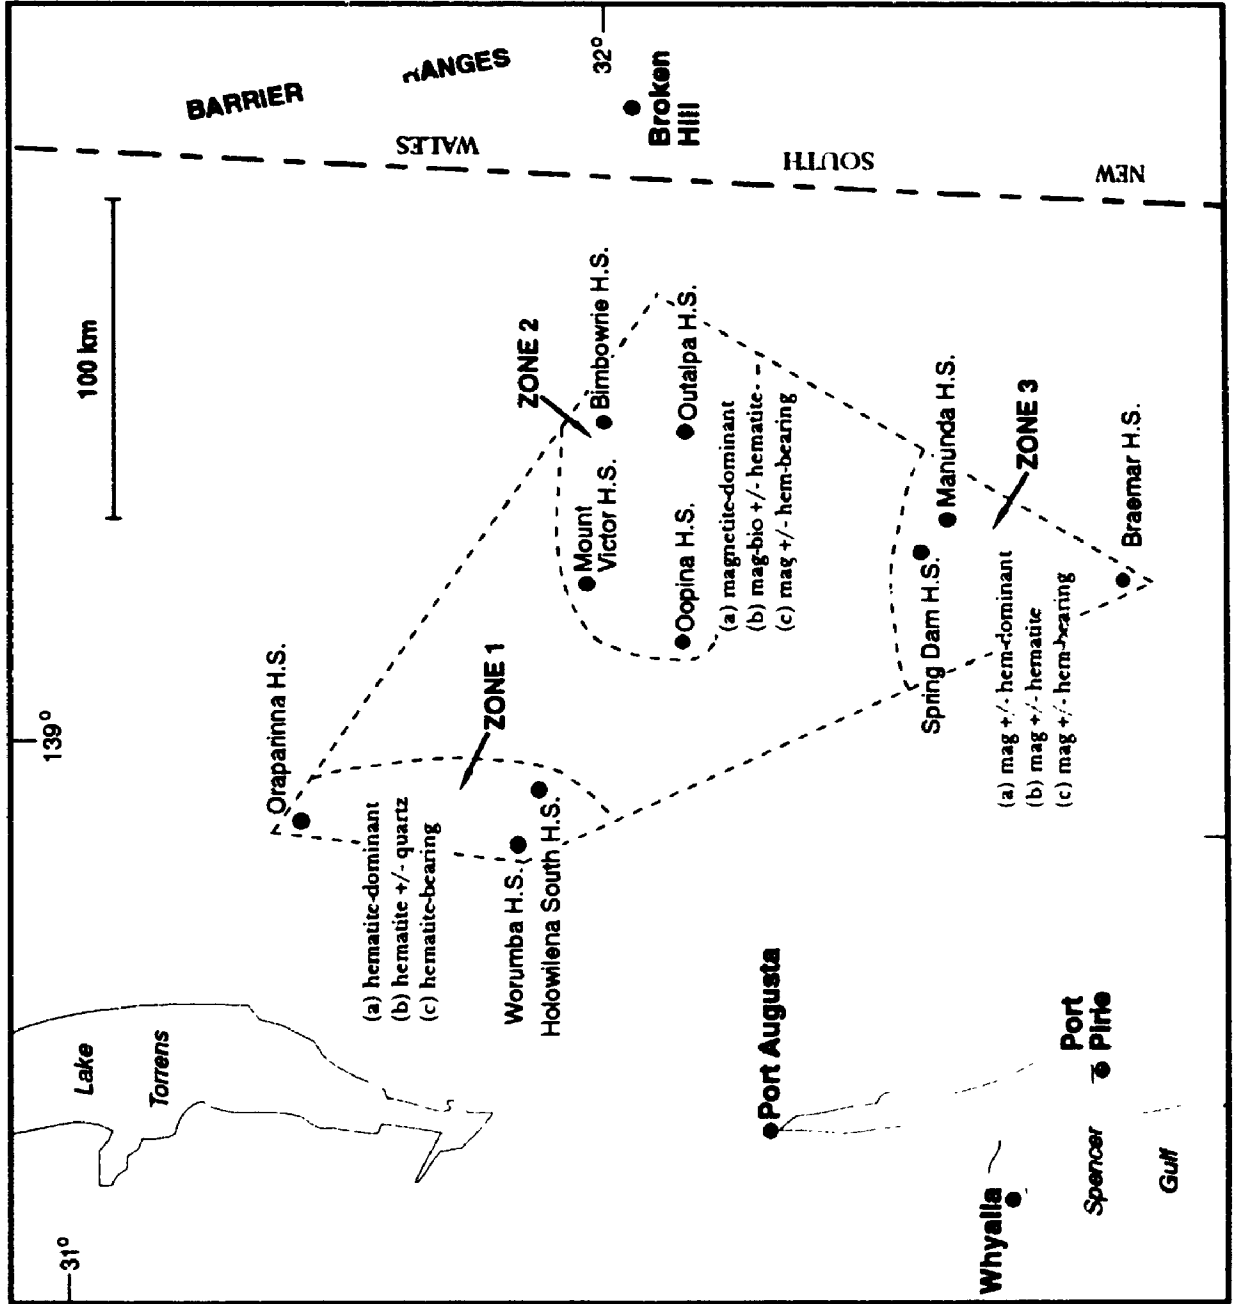 31°
32°
139°
100 km
BARRIER
RANGES
NEW
SOUTH
WALES
Broken
Hill
Lake
Torrens
Oraparinna H.S.
ZONE 1
(a) hematite-dominant
(b) hematite +/- quartz
(c) hematite-bearing
Worumba H.S.
Holowilena South H.S.
ZONE 2
Bimbowrie H.S.
Mount
Victor H.S.
Outalpa H.S.
Oopina H.S.
(a) magnetite-dominant
(b) mag-bio +/- hematite
(c) mag +/- hem-bearing
Manunda H.S.
ZONE 3
Spring Dam H.S.
(a) mag +/- hem-dominant
(b) mag +/- hematite
(c) mag +/- hem-bearing
Braemar H.S.
Port Augusta
Port
Pirie
Whyalla
Spencer
Gulf